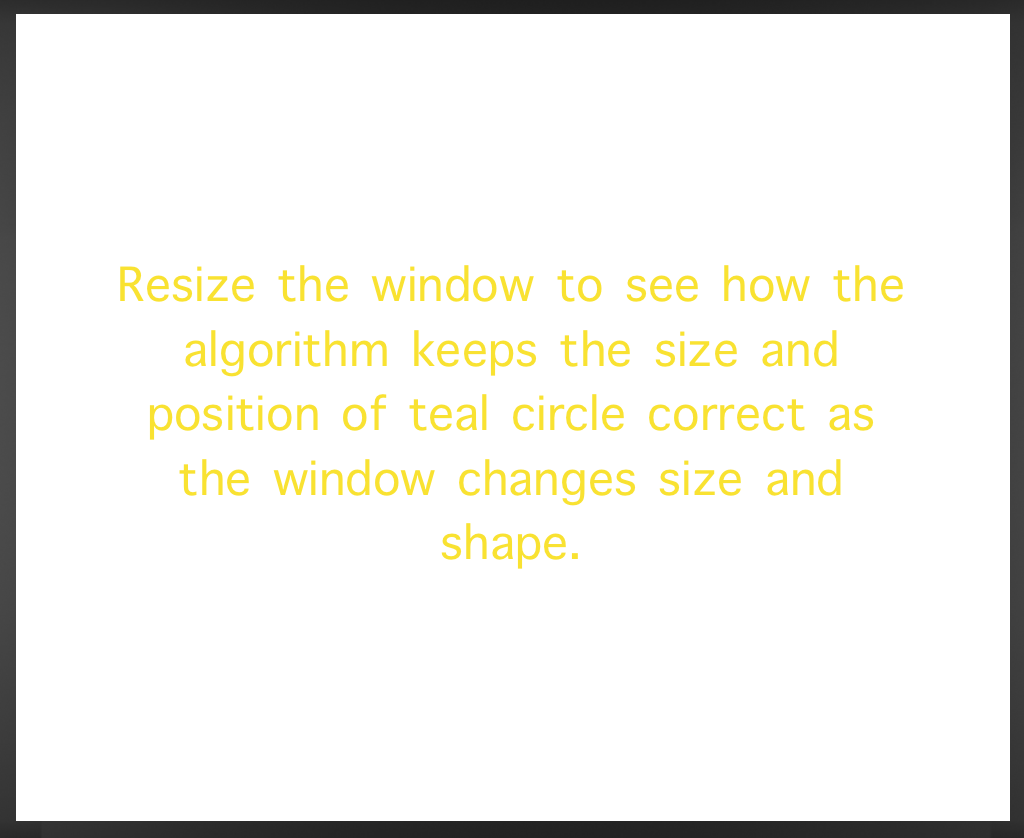 Resize the window to see how the
algorithm keeps the size and
position of teal circle correct as
the window changes size and
shape.